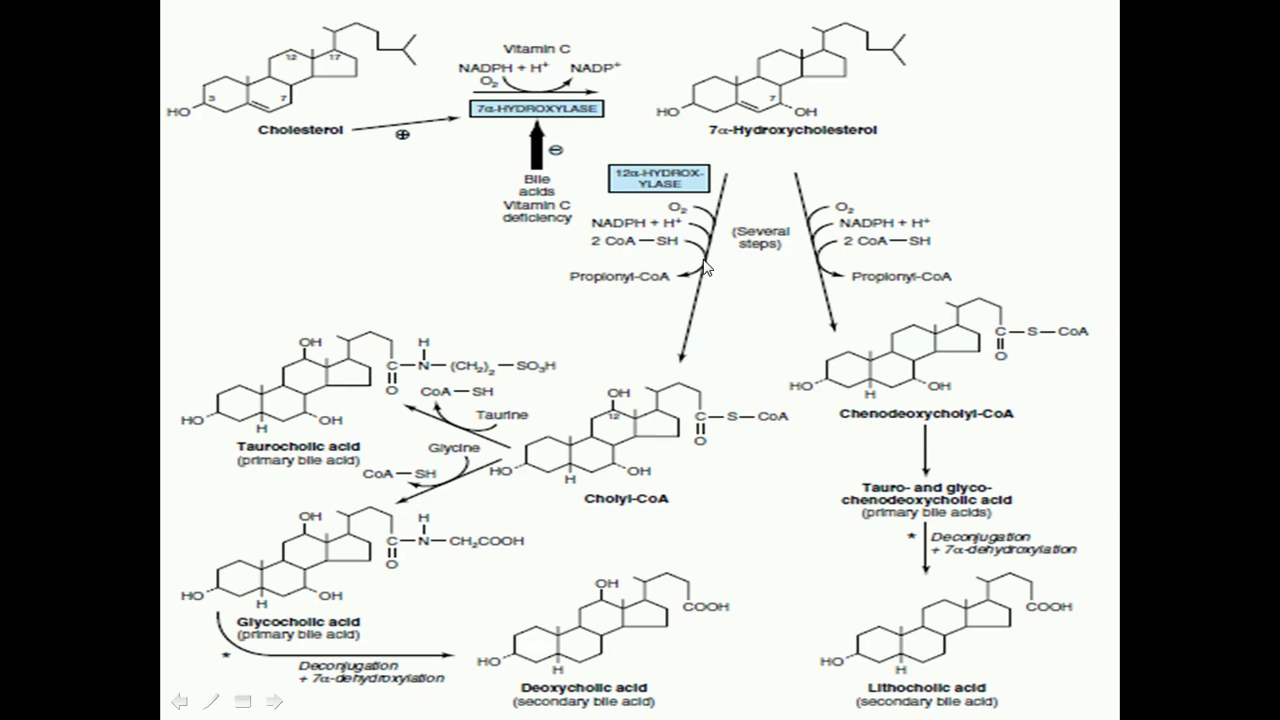 Vitamin C
NADPH + H⁺ NADP⁺
O₂
7α-HYDROXYLASE
12 17
3 7
HO
Cholesterol
⊕
⊖
Bile
acids
Vitamin C
deficiency
HO
7
OH
7α-Hydroxycholesterol
12α-HYDROX-
YLASE
O₂
NADPH + H⁺
2 CoA—SH
Propionyl-CoA
(Several
steps)
O₂
NADPH + H⁺
2 CoA—SH
Propionyl-CoA
C—S—CoA
O
HO
H
OH
Chenodeoxycholyl-CoA
OH
H
C—N—(CH₂)₂—SO₃H
O
HO
H
OH
Taurocholic acid
(primary bile acid)
CoA—SH
Taurine
Glycine
CoA—SH
OH
12
C—S—CoA
O
HO
H
OH
Cholyl-CoA
Tauro- and glyco-
chenodeoxycholic acid
(primary bile acids)
* Deconjugation
+ 7α-dehydroxylation
OH
H
C—N—CH₂COOH
O
HO
H
OH
Glycocholic acid
(primary bile acid)
*
Deconjugation
+ 7α-dehydroxylation
OH
COOH
HO
H
Deoxycholic acid
(secondary bile acid)
COOH
HO
H
Lithocholic acid
(secondary bile acid)